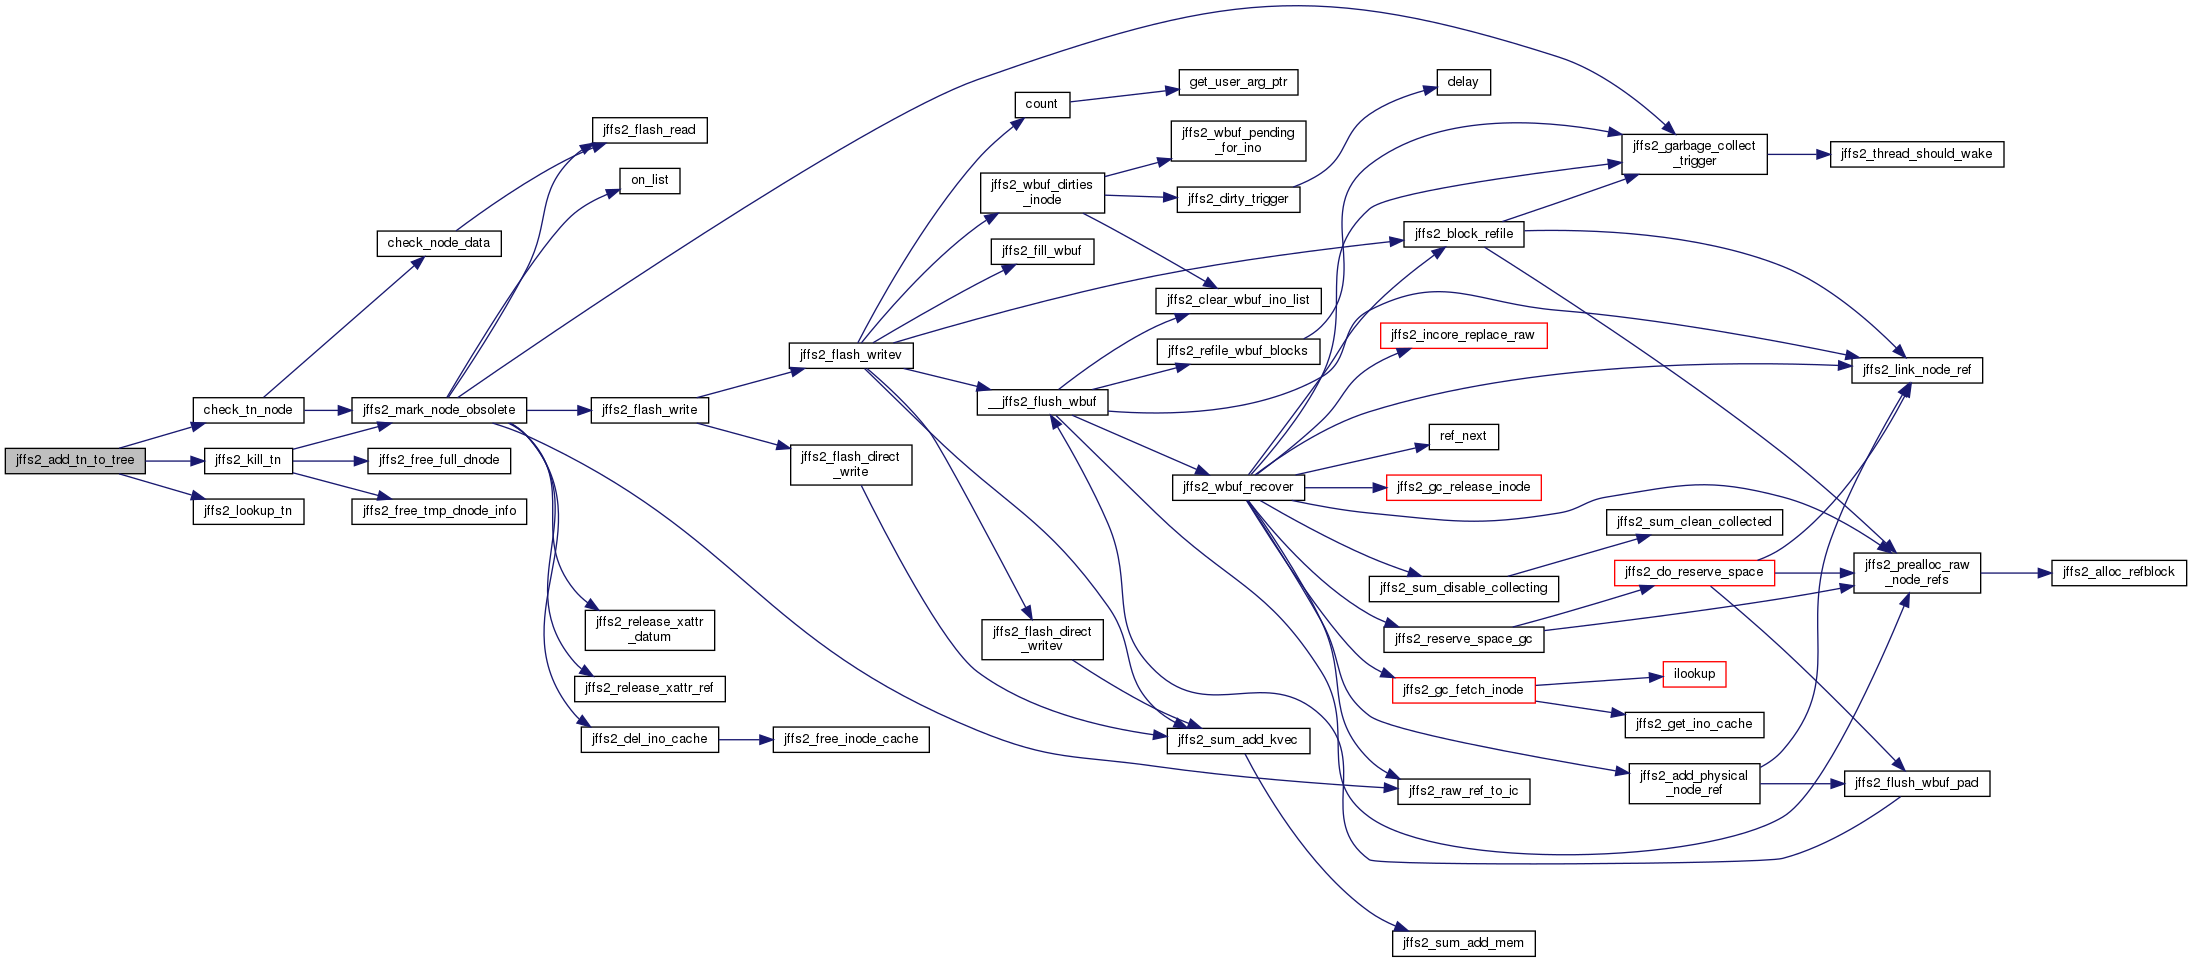 jffs2_add_tn_to_tree
check_tn_node
jffs2_kill_tn
jffs2_lookup_tn
check_node_data
jffs2_mark_node_obsolete
jffs2_free_full_dnode
jffs2_free_tmp_dnode_info
jffs2_flash_read
on_list
jffs2_flash_write
jffs2_release_xattr
_datum
jffs2_release_xattr_ref
jffs2_del_ino_cache
jffs2_flash_writev
jffs2_flash_direct
_write
jffs2_free_inode_cache
count
jffs2_wbuf_dirties
_inode
jffs2_fill_wbuf
__jffs2_flush_wbuf
jffs2_flash_direct
_writev
get_user_arg_ptr
jffs2_wbuf_pending
_for_ino
jffs2_dirty_trigger
jffs2_clear_wbuf_ino_list
jffs2_refile_wbuf_blocks
jffs2_wbuf_recover
jffs2_sum_add_kvec
delay
jffs2_block_refile
jffs2_incore_replace_raw
ref_next
jffs2_gc_release_inode
jffs2_sum_disable_collecting
jffs2_reserve_space_gc
jffs2_gc_fetch_inode
jffs2_raw_ref_to_ic
jffs2_sum_add_mem
jffs2_garbage_collect
_trigger
jffs2_sum_clean_collected
jffs2_do_reserve_space
ilookup
jffs2_get_ino_cache
jffs2_add_physical
_node_ref
jffs2_thread_should_wake
jffs2_link_node_ref
jffs2_prealloc_raw
_node_refs
jffs2_flush_wbuf_pad
jffs2_alloc_refblock